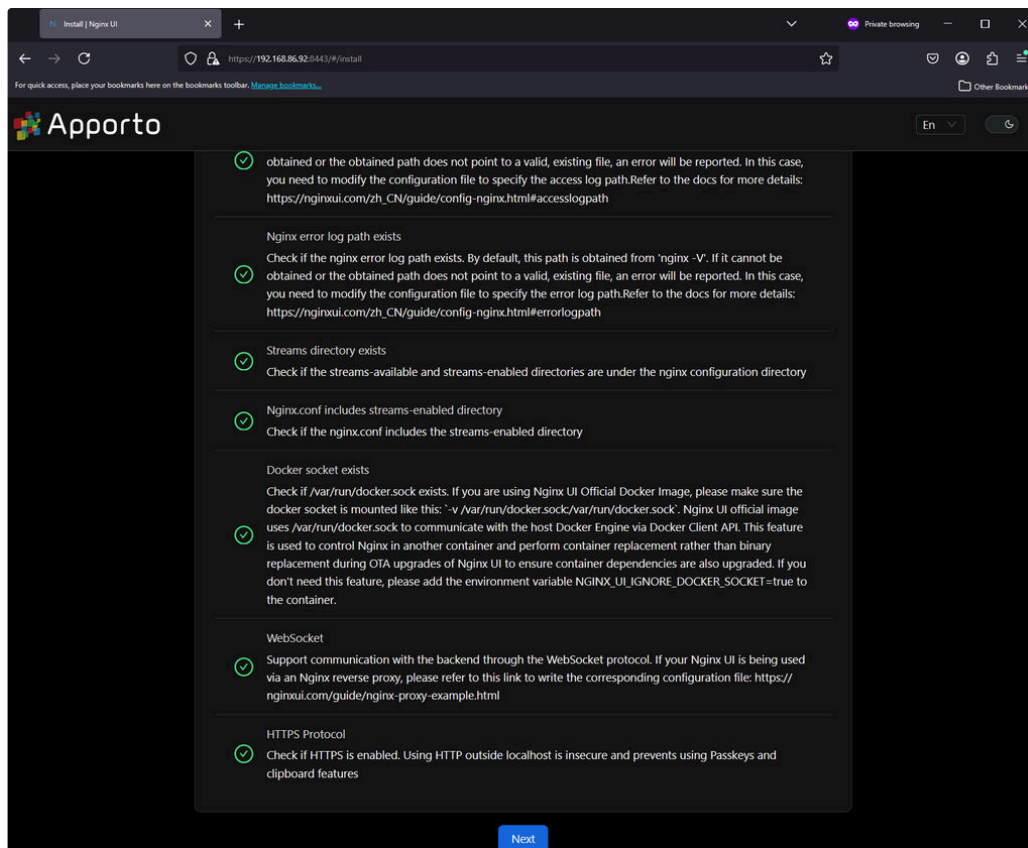 Install | Nginx UI
Private browsing
https://192.168.86.92:8443/#/install
For quick access, place your bookmarks here on the bookmarks toolbar. Manage bookmarks...
Other Bookmark
Apporto
En
obtained or the obtained path does not point to a valid, existing file, an error will be reported. In this case,
you need to modify the configuration file to specify the access log path.Refer to the docs for more details:
https://nginxui.com/zh_CN/guide/config-nginx.html#accesslogpath
Nginx error log path exists
Check if the nginx error log path exists. By default, this path is obtained from 'nginx -V'. If it cannot be
obtained or the obtained path does not point to a valid, existing file, an error will be reported. In this case,
you need to modify the configuration file to specify the error log path.Refer to the docs for more details:
https://nginxui.com/zh_CN/guide/config-nginx.html#errorlogpath
Streams directory exists
Check if the streams-available and streams-enabled directories are under the nginx configuration directory
Nginx.conf includes streams-enabled directory
Check if the nginx.conf includes the streams-enabled directory
Docker socket exists
Check if /var/run/docker.sock exists. If you are using Nginx UI Official Docker Image, please make sure the
docker socket is mounted like this: `-v /var/run/docker.sock:/var/run/docker.sock`. Nginx UI official image
uses /var/run/docker.sock to communicate with the host Docker Engine via Docker Client API. This feature
is used to control Nginx in another container and perform container replacement rather than binary
replacement during OTA upgrades of Nginx UI to ensure container dependencies are also upgraded. If you
don't need this feature, please add the environment variable NGINX_UI_IGNORE_DOCKER_SOCKET=true to
the container.
WebSocket
Support communication with the backend through the WebSocket protocol. If your Nginx UI is being used
via an Nginx reverse proxy, please refer to this link to write the corresponding configuration file: https://
nginxui.com/guide/nginx-proxy-example.html
HTTPS Protocol
Check if HTTPS is enabled. Using HTTP outside localhost is insecure and prevents using Passkeys and
clipboard features
Next